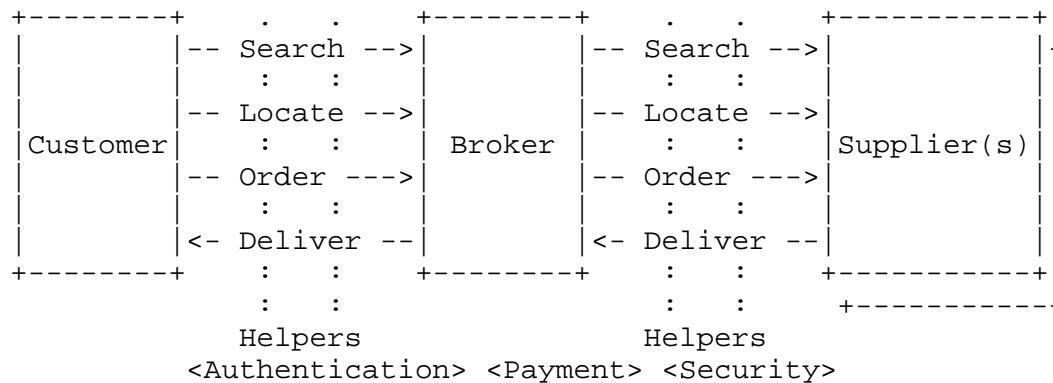 +--------+    .   .    +--------+    .   .    +-----------+
|        |-- Search -->|        |-- Search -->|           |-
|        |   :   :     |        |   :   :     |           |
|        |-- Locate -->|        |-- Locate -->|           |
|Customer|   :   :     | Broker |   :   :     |Supplier(s)|
|        |-- Order --->|        |-- Order --->|           |
|        |   :   :     |        |   :   :     |           |
|        |<- Deliver --|        |<- Deliver --|           |
+--------+   :   :     +--------+   :   :     +-----------+
             :   :                  :   :      +-----------
           Helpers                Helpers
        <Authentication> <Payment> <Security>